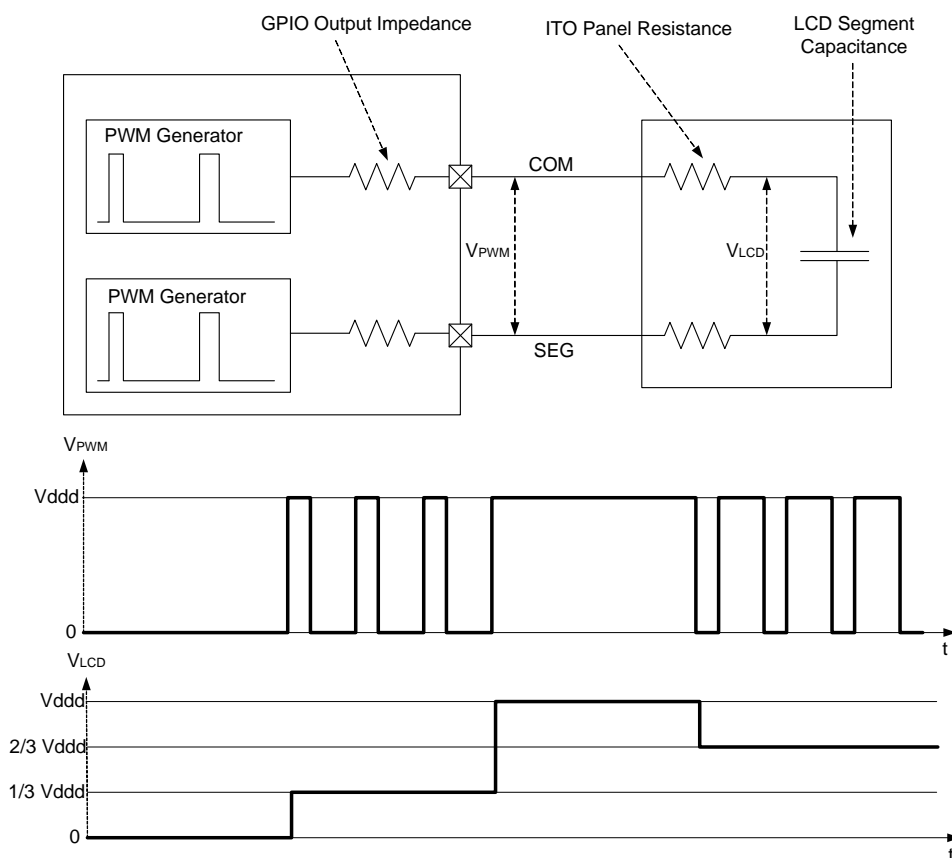 GPIO Output Impedance
ITO Panel Resistance
LCD Segment
Capacitance
PWM Generator
COM
VPWM
VLCD
PWM Generator
SEG
VPWM
Vddd
0
t
VLCD
Vddd
2/3 Vddd
1/3 Vddd
0
t